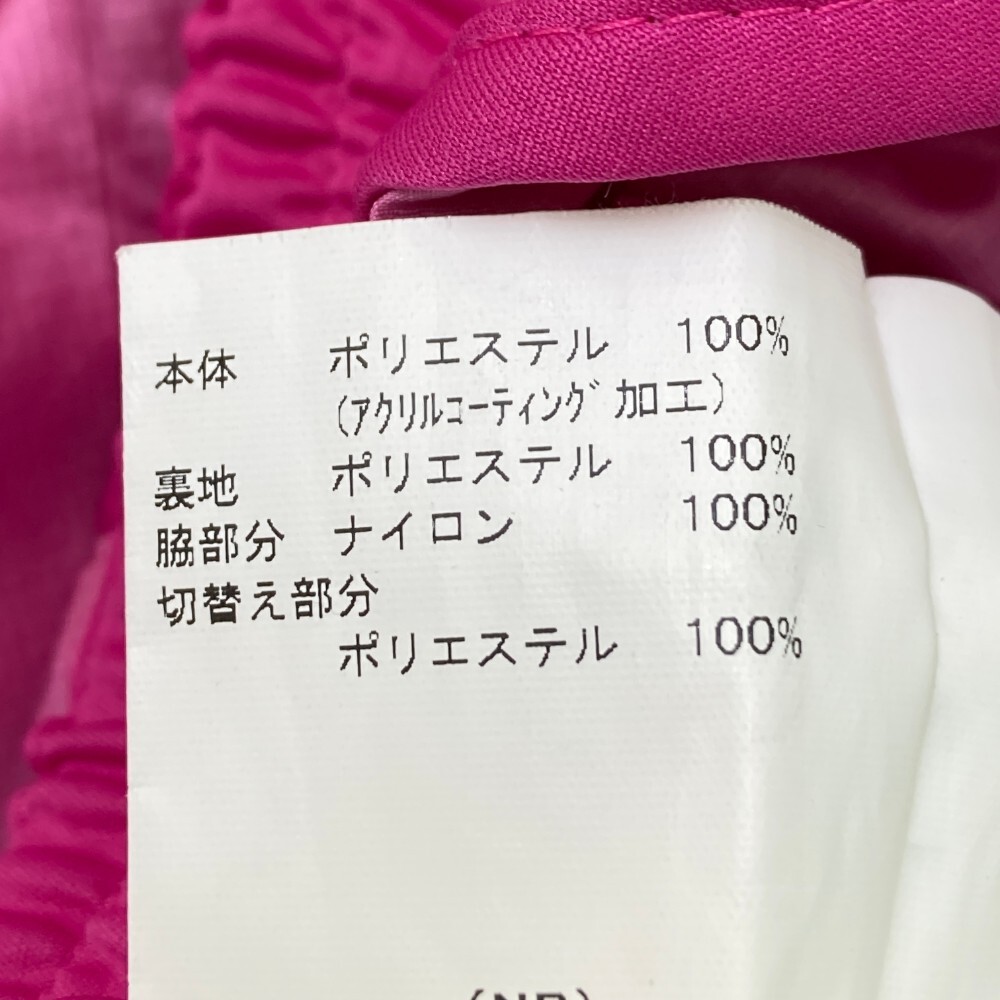 本体 ポリエステル 100%
(アクリルコーティング加工)
裏地 ポリエステル 100%
脇部分 ナイロン 100%
切替え部分
ポリエステル 100%